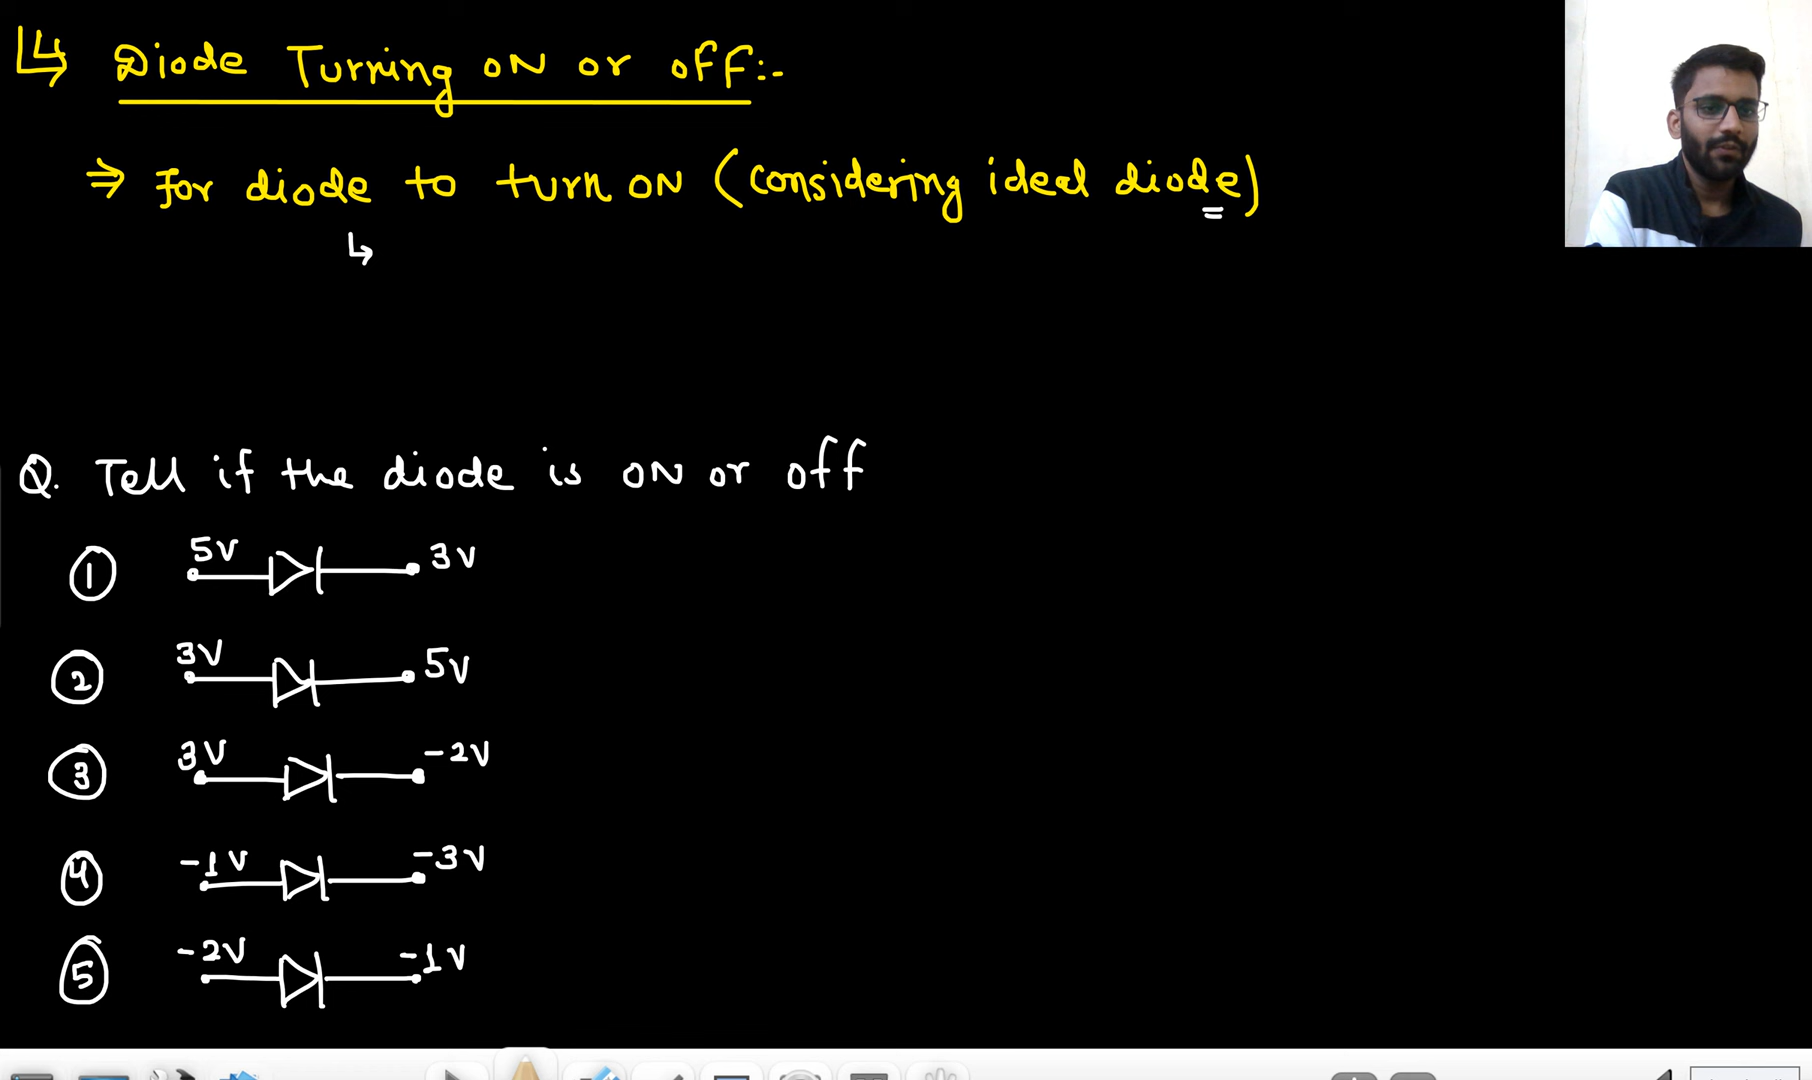 ↳ Diode Turning ON or off:-
⇒ for diode to turn ON (Considering ideal diode)
↳
Q. Tell if the diode is ON or off
① 5V 3V
② 3V 5V
③ 3V -2V
④ -1V -3V
⑤ -2V -1V